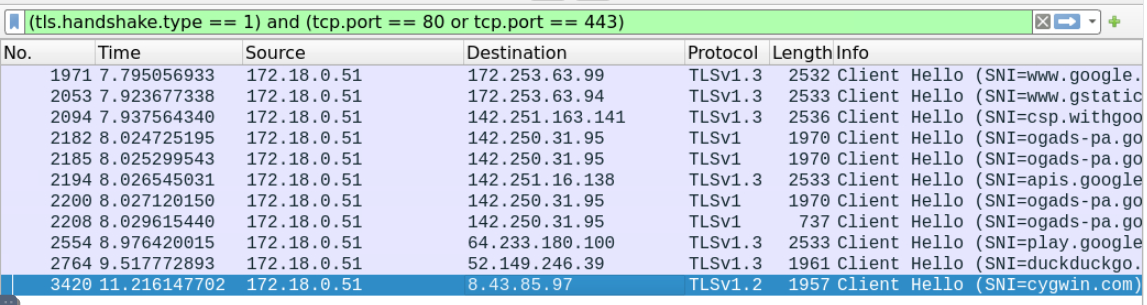 (tls.handshake.type == 1) and (tcp.port == 80 or tcp.port == 443)
No. Time Source Destination Protocol Length Info
1971 7.795056933 172.18.0.51 172.253.63.99 TLSv1.3 2532 Client Hello (SNI=www.google.
2053 7.923677338 172.18.0.51 172.253.63.94 TLSv1.3 2533 Client Hello (SNI=www.gstatic
2094 7.937564340 172.18.0.51 142.251.163.141 TLSv1.3 2536 Client Hello (SNI=csp.withgoo
2182 8.024725195 172.18.0.51 142.250.31.95 TLSv1 1970 Client Hello (SNI=ogads-pa.go
2185 8.025299543 172.18.0.51 142.250.31.95 TLSv1 1970 Client Hello (SNI=ogads-pa.go
2194 8.026545031 172.18.0.51 142.251.16.138 TLSv1.3 2533 Client Hello (SNI=apis.google
2200 8.027120150 172.18.0.51 142.250.31.95 TLSv1 1970 Client Hello (SNI=ogads-pa.go
2208 8.029615440 172.18.0.51 142.250.31.95 TLSv1 737 Client Hello (SNI=ogads-pa.go
2554 8.976420015 172.18.0.51 64.233.180.100 TLSv1.3 2533 Client Hello (SNI=play.google
2764 9.517772893 172.18.0.51 52.149.246.39 TLSv1.3 1961 Client Hello (SNI=duckduckgo.
3420 11.216147702 172.18.0.51 8.43.85.97 TLSv1.2 1957 Client Hello (SNI=cygwin.com)